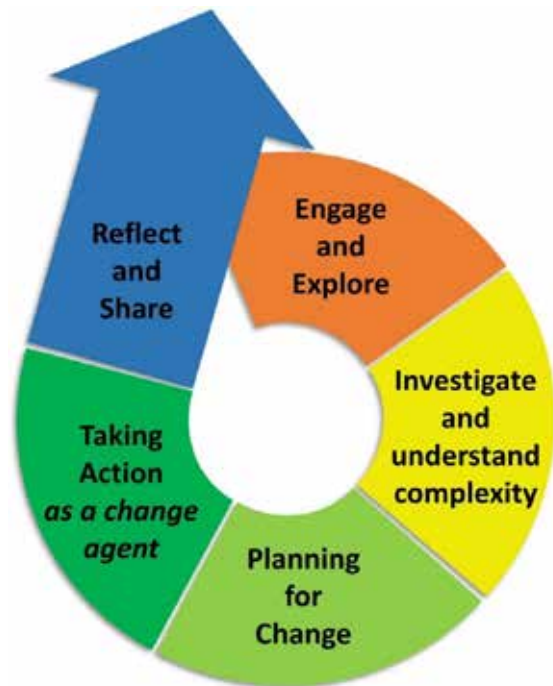 Engage
and
Explore
Investigate
and
understand
complexity
Planning
for
Change
Taking
Action
as a change
agent
Reflect
and
Share